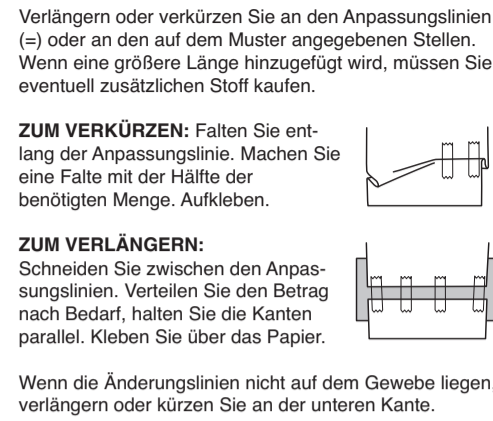 Verlängern oder verkürzen Sie an den Anpassungslinien
(=) oder an den auf dem Muster angegebenen Stellen.
Wenn eine größere Länge hinzugefügt wird, müssen Sie
eventuell zusätzlichen Stoff kaufen.
ZUM VERKÜRZEN: Falten Sie ent-
lang der Anpassungslinie. Machen Sie
eine Falte mit der Hälfte der
benötigten Menge. Aufkleben.
ZUM VERLÄNGERN:
Schneiden Sie zwischen den Anpas-
sungslinien. Verteilen Sie den Betrag
nach Bedarf, halten Sie die Kanten
parallel. Kleben Sie über das Papier.
Wenn die Änderungslinien nicht auf dem Gewebe liegen,
verlängern oder kürzen Sie an der unteren Kante.